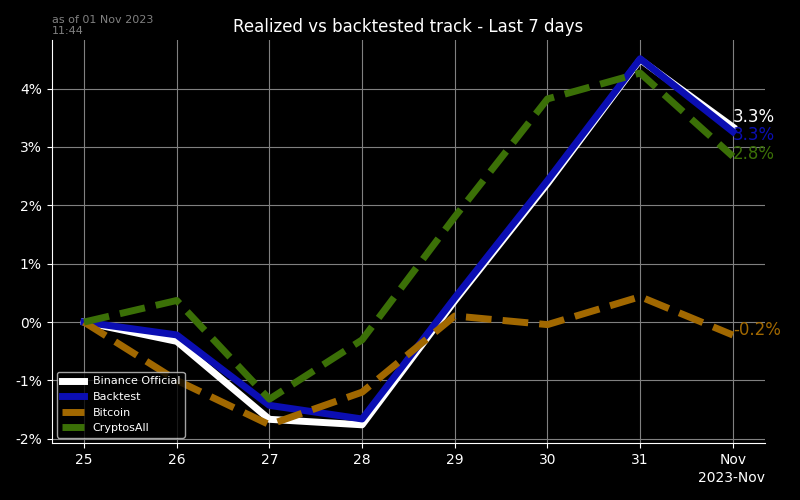 as of 01 Nov 2023
11:44
Realized vs backtested track - Last 7 days
4%
3%
2%
1%
0%
-1%
-2%
3.3%
3.3%
2.8%
-0.2%
Binance Official
Backtest
Bitcoin
CryptosAll
25 26 27 28 29 30 31 Nov
2023-Nov